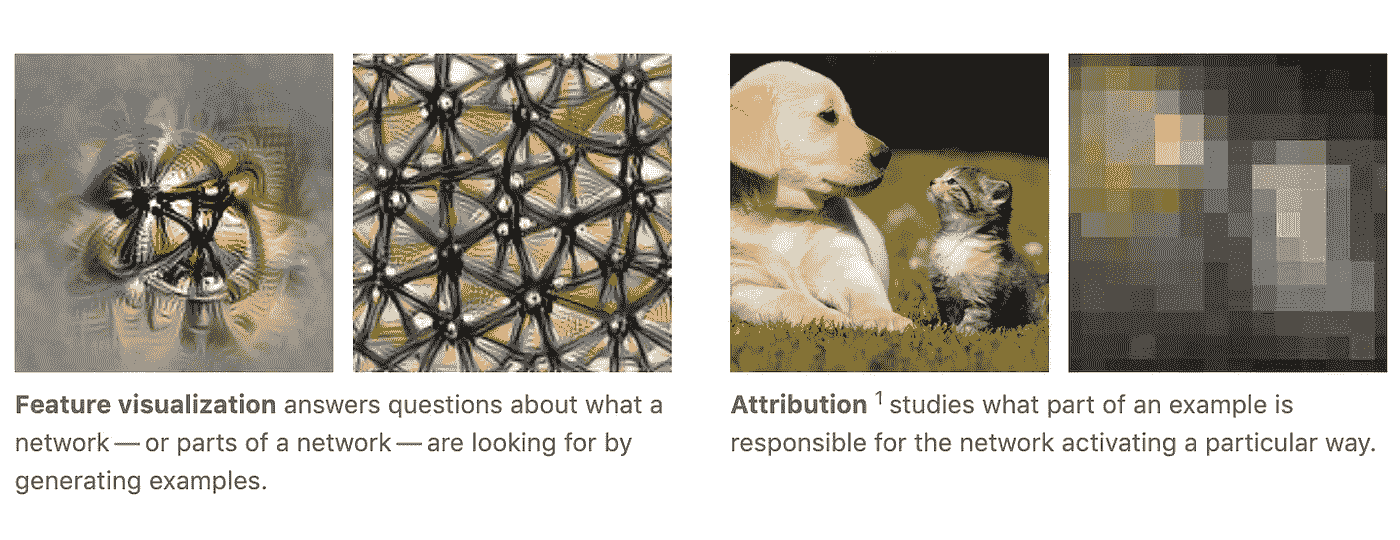 Feature visualization answers questions about what a
network — or parts of a network — are looking for by
generating examples.
Attribution 1 studies what part of an example is
responsible for the network activating a particular way.